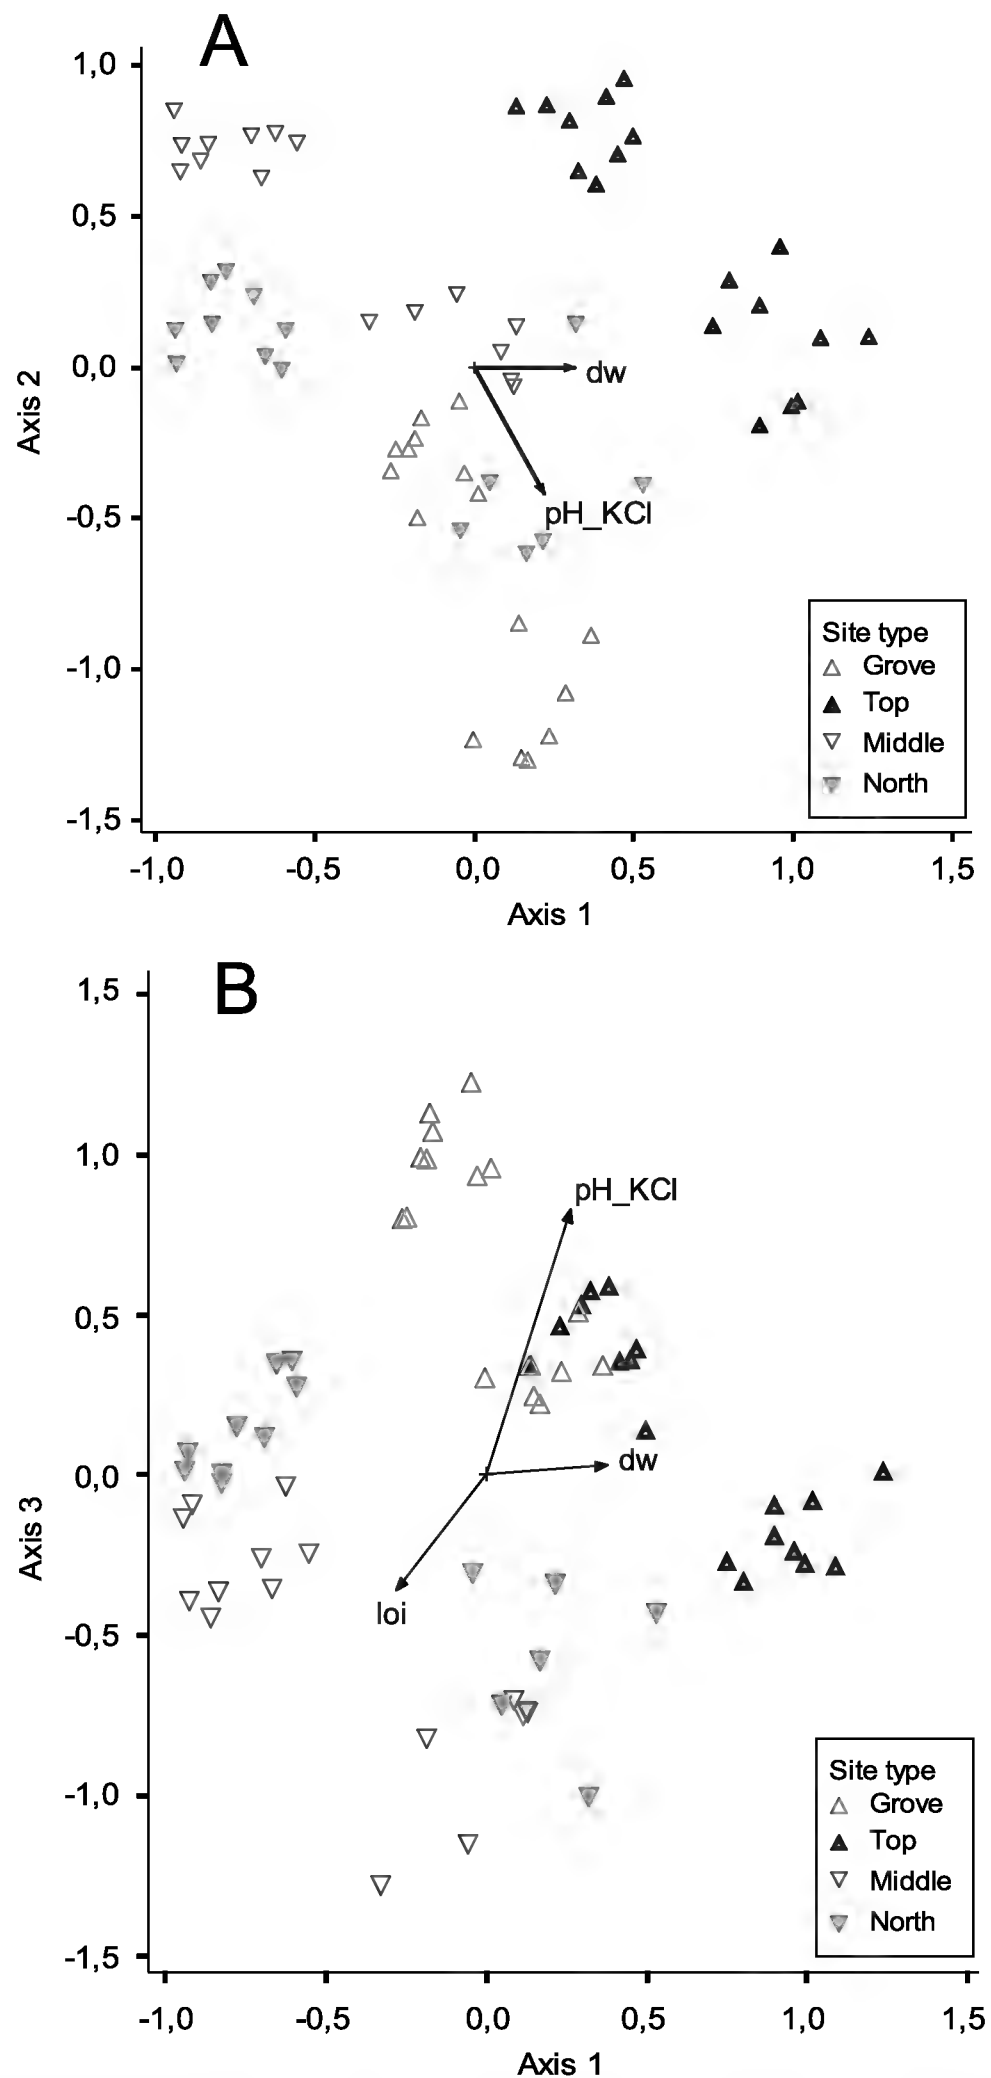 A
1,0
0,5
0,0
-0,5
-1,0
-1,5
Axis 2
dw
pH_KCl
Site type
Grove
Top
Middle
North
-1,0 -0,5 0,0 0,5 1,0 1,5
Axis 1
B
1,5
1,0
0,5
0,0
-0,5
-1,0
-1,5
Axis 3
pH_KCl
dw
loi
Site type
Grove
Top
Middle
North
-1,0 -0,5 0,0 0,5 1,0 1,5
Axis 1